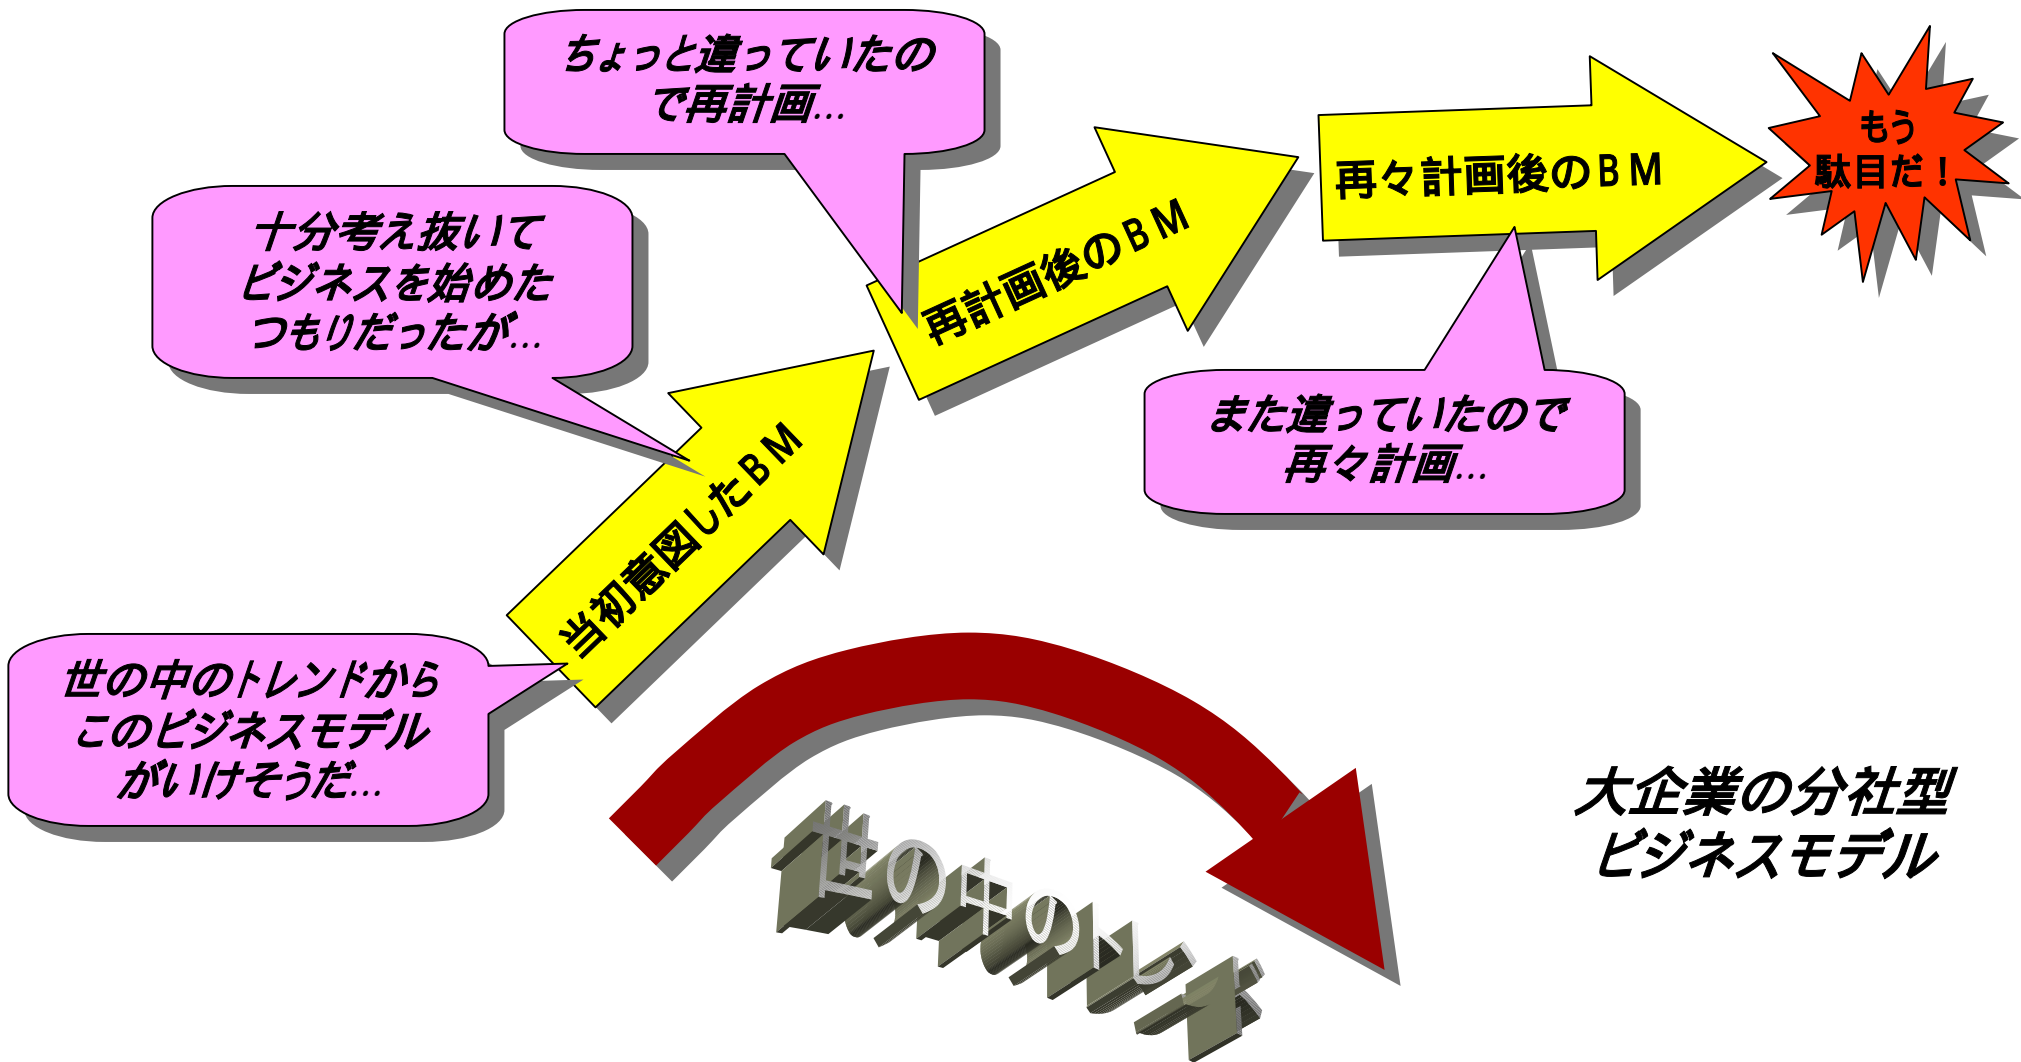 ちょっと違っていたの
で再計画...
再々計画後のＢＭ
もう
駄目だ！
十分考え抜いて
ビジネスを始めた
つもりだったが...
再計画後のＢＭ
また違っていたので
再々計画...
当初意図したＢＭ
世の中のトレンドから
このビジネスモデル
がいけそうだ...
大企業の分社型
ビジネスモデル
世の中のトレンド